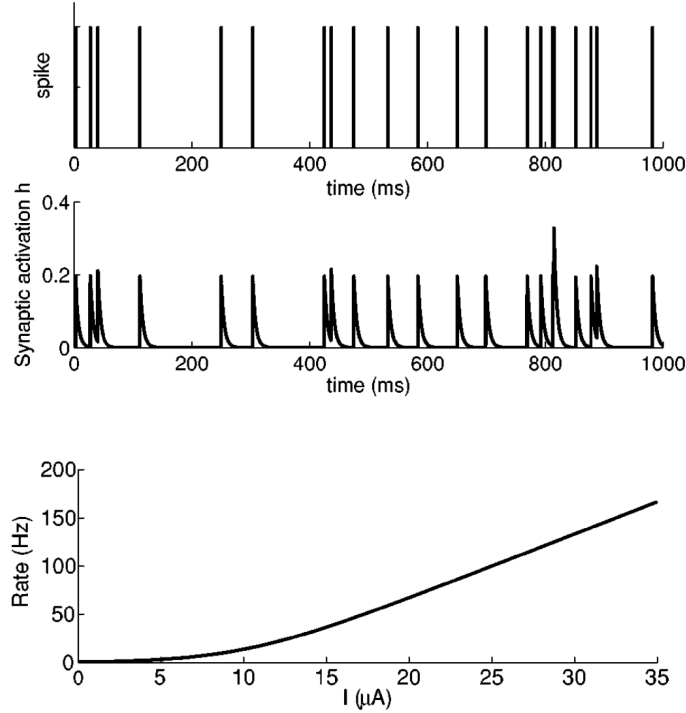 spike
0 200 400 600 800 1000
time (ms)
Synaptic activation h
0.4
0.2
0
0 200 400 600 800 1000
time (ms)
Rate (Hz)
200
150
100
50
0
0 5 10 15 20 25 30 35
I (μA)